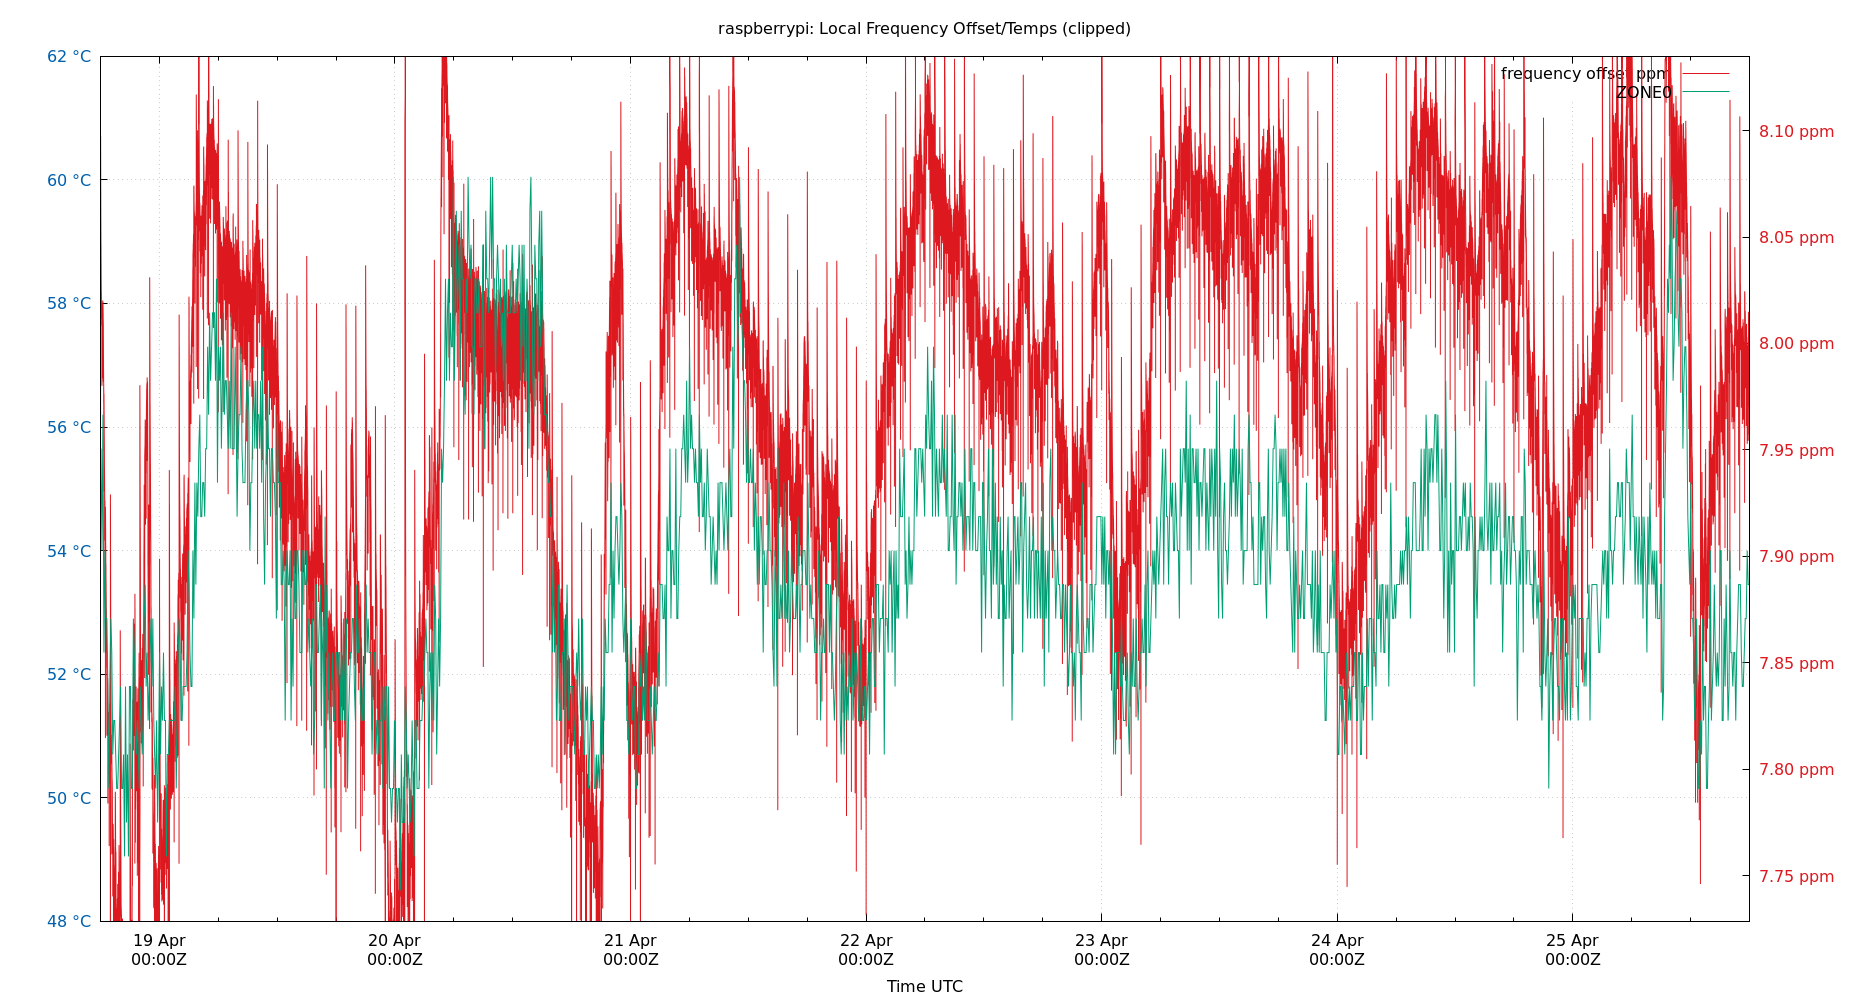 raspberrypi: Local Frequency Offset/Temps (clipped)
62 °C
60 °C
58 °C
56 °C
54 °C
52 °C
50 °C
48 °C
frequency offset ppm
ZONE0
8.10 ppm
8.05 ppm
8.00 ppm
7.95 ppm
7.90 ppm
7.85 ppm
7.80 ppm
7.75 ppm
19 Apr
00:00Z
20 Apr
00:00Z
21 Apr
00:00Z
22 Apr
00:00Z
23 Apr
00:00Z
24 Apr
00:00Z
25 Apr
00:00Z
Time UTC